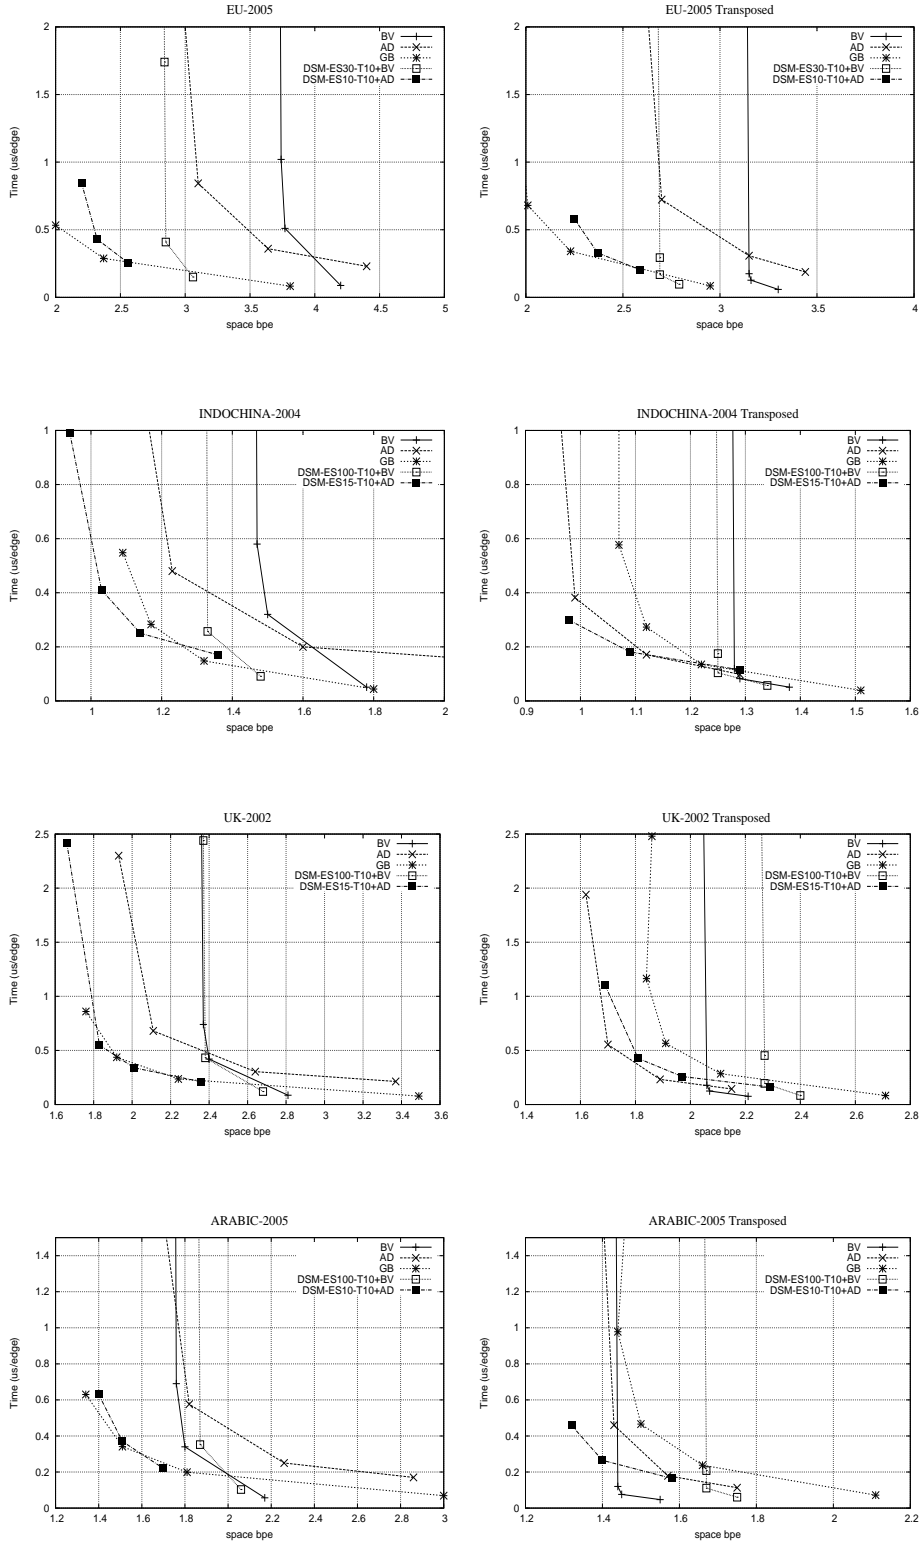 EU-2005
BV
AD
GB
DSM-ES30-T10+BV
DSM-ES10-T10+AD
Time (us/edge)
2
1.5
1
0.5
0
2 2.5 3 3.5 4 4.5 5
space bpe
EU-2005 Transposed
BV
AD
GB
DSM-ES30-T10+BV
DSM-ES10-T10+AD
Time (us/edge)
2
1.5
1
0.5
0
2 2.5 3 3.5 4
space bpe
INDOCHINA-2004
BV
AD
GB
DSM-ES100-T10+BV
DSM-ES15-T10+AD
Time (us/edge)
1
0.8
0.6
0.4
0.2
0
1 1.2 1.4 1.6 1.8 2
space bpe
INDOCHINA-2004 Transposed
BV
AD
GB
DSM-ES100-T10+BV
DSM-ES15-T10+AD
Time (us/edge)
1
0.8
0.6
0.4
0.2
0
0.9 1 1.1 1.2 1.3 1.4 1.5 1.6
space bpe
UK-2002
BV
AD
GB
DSM-ES100-T10+BV
DSM-ES15-T10+AD
Time (us/edge)
2.5
2
1.5
1
0.5
0
1.6 1.8 2 2.2 2.4 2.6 2.8 3 3.2 3.4 3.6
space bpe
UK-2002 Transposed
BV
AD
GB
DSM-ES100-T10+BV
DSM-ES15-T10+AD
Time (us/edge)
2.5
2
1.5
1
0.5
0
1.4 1.6 1.8 2 2.2 2.4 2.6 2.8
space bpe
ARABIC-2005
BV
AD
GB
DSM-ES100-T10+BV
DSM-ES10-T10+AD
Time (us/edge)
1.4
1.2
1
0.8
0.6
0.4
0.2
0
1.2 1.4 1.6 1.8 2 2.2 2.4 2.6 2.8 3
space bpe
ARABIC-2005 Transposed
BV
AD
GB
DSM-ES100-T10+BV
DSM-ES10-T10+AD
Time (us/edge)
1.4
1.2
1
0.8
0.6
0.4
0.2
0
1.2 1.4 1.6 1.8 2 2.2
space bpe